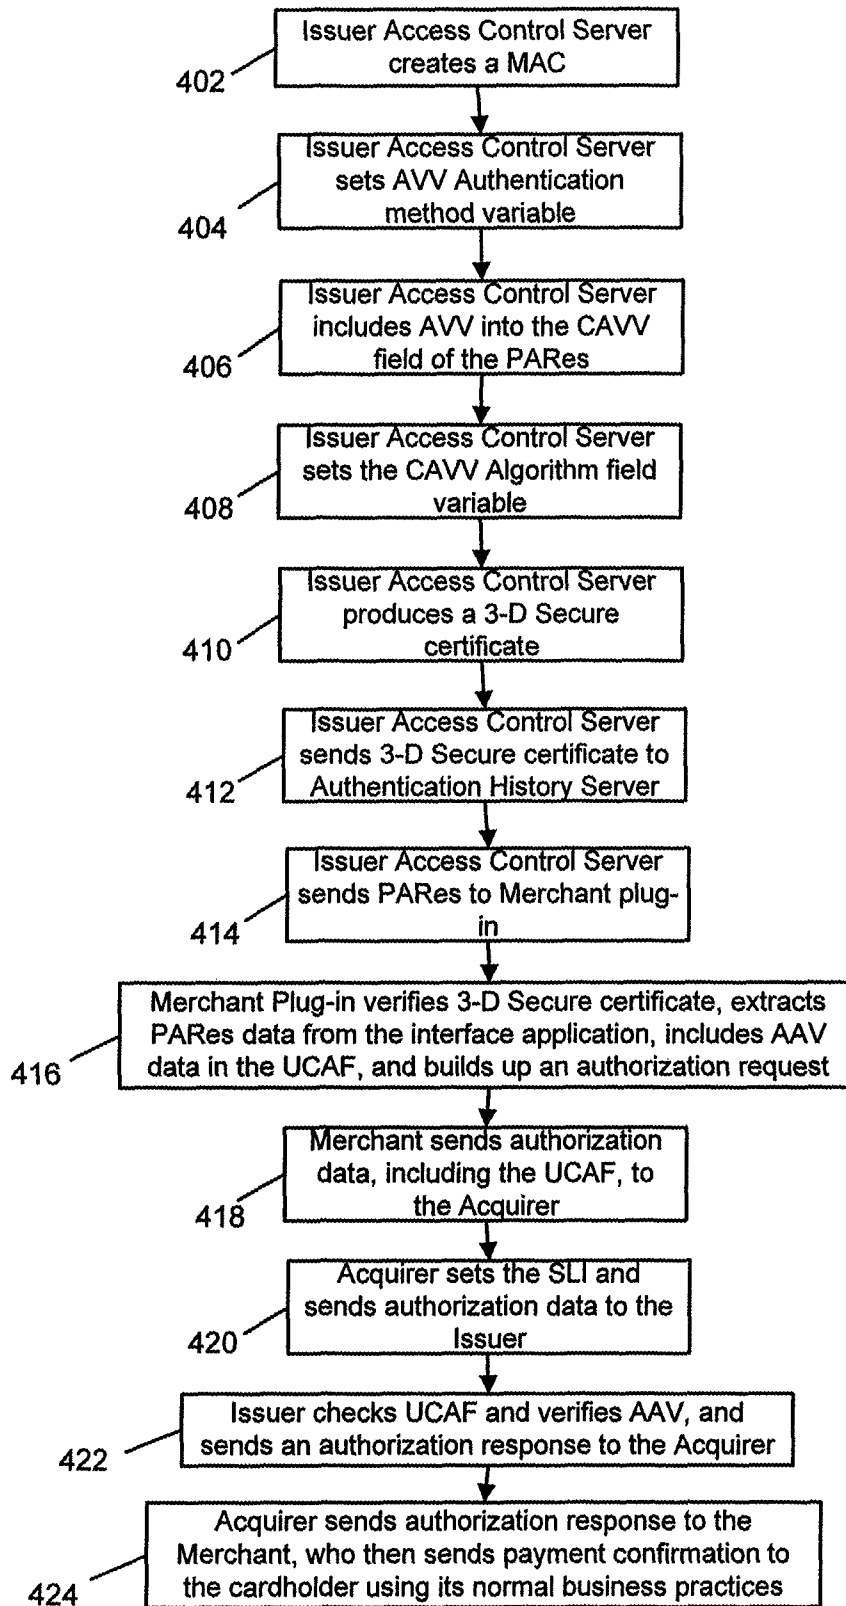 Issuer Access Control Server
creates a MAC
402
Issuer Access Control Server
sets AVV Authentication
method variable
404
Issuer Access Control Server
includes AVV into the CAVV
field of the PARes
406
Issuer Access Control Server
sets the CAVV Algorithm field
variable
408
Issuer Access Control Server
produces a 3-D Secure
certificate
410
Issuer Access Control Server
sends 3-D Secure certificate to
Authentication History Server
412
Issuer Access Control Server
sends PARes to Merchant plug-
in
414
Merchant Plug-in verifies 3-D Secure certificate, extracts
PARes data from the interface application, includes AAV
data in the UCAF, and builds up an authorization request
416
Merchant sends authorization
data, including the UCAF, to
the Acquirer
418
Acquirer sets the SLI and
sends authorization data to the
Issuer
420
Issuer checks UCAF and verifies AAV, and
sends an authorization response to the Acquirer
422
Acquirer sends authorization response to the
Merchant, who then sends payment confirmation to
the cardholder using its normal business practices
424